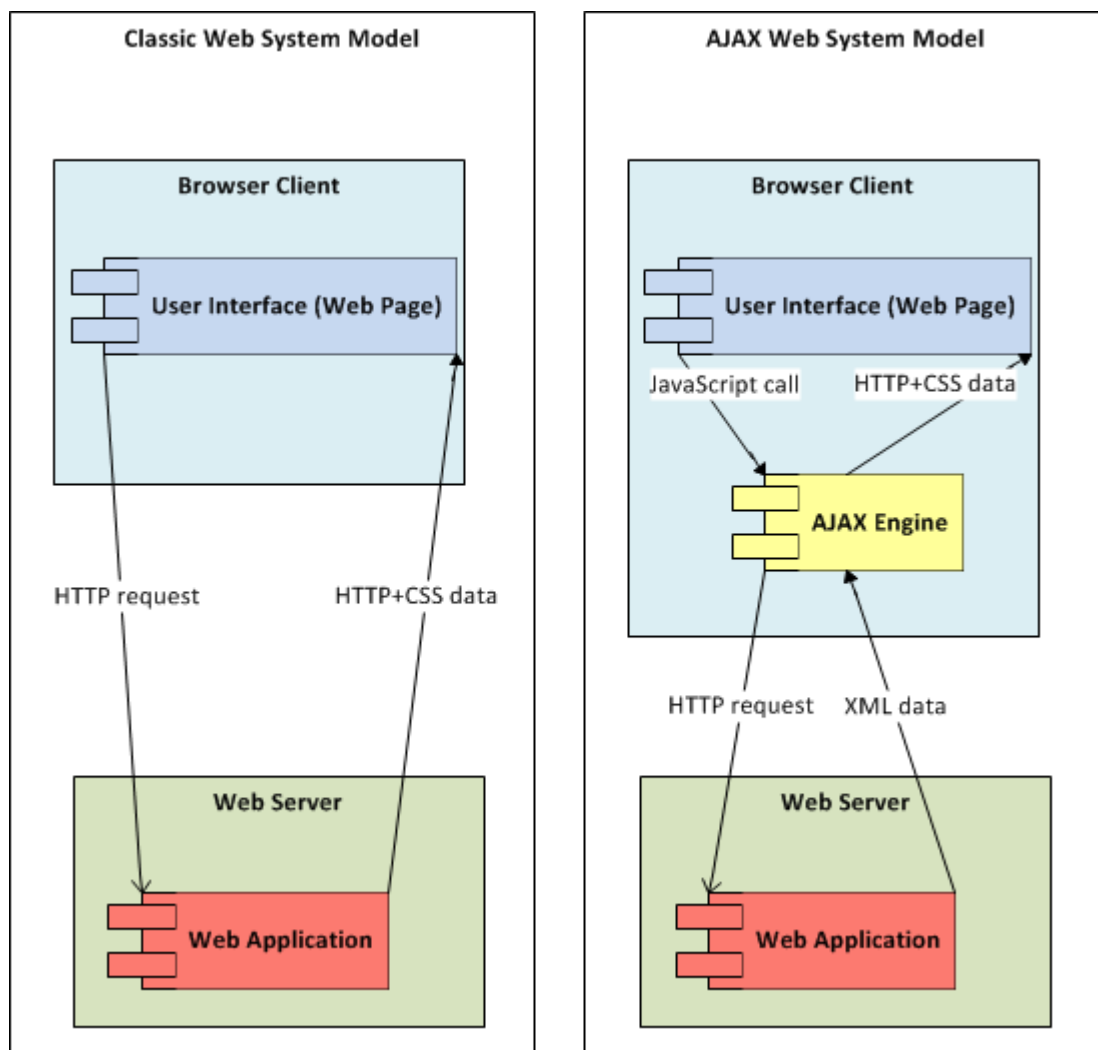 Classic Web System Model
Browser Client
User Interface (Web Page)
HTTP request
HTTP+CSS data
Web Server
Web Application
AJAX Web System Model
Browser Client
User Interface (Web Page)
JavaScript call
HTTP+CSS data
AJAX Engine
HTTP request
XML data
Web Server
Web Application